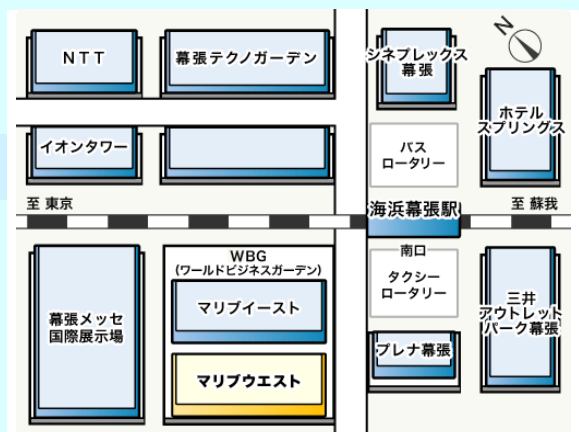 NTT
幕張テクノガーデン
シネプレックス
幕張
N
ホテル
スプリングス
イオンタワー
バス
ロータリー
至 東京
海浜幕張駅
至 蘇我
南口
WBG
(ワールドビジネスガーデン)
タクシー
ロータリー
マリブイースト
幕張メッセ
国際展示場
三井
アウトレット
パーク幕張
プレナ幕張
マリブウエスト